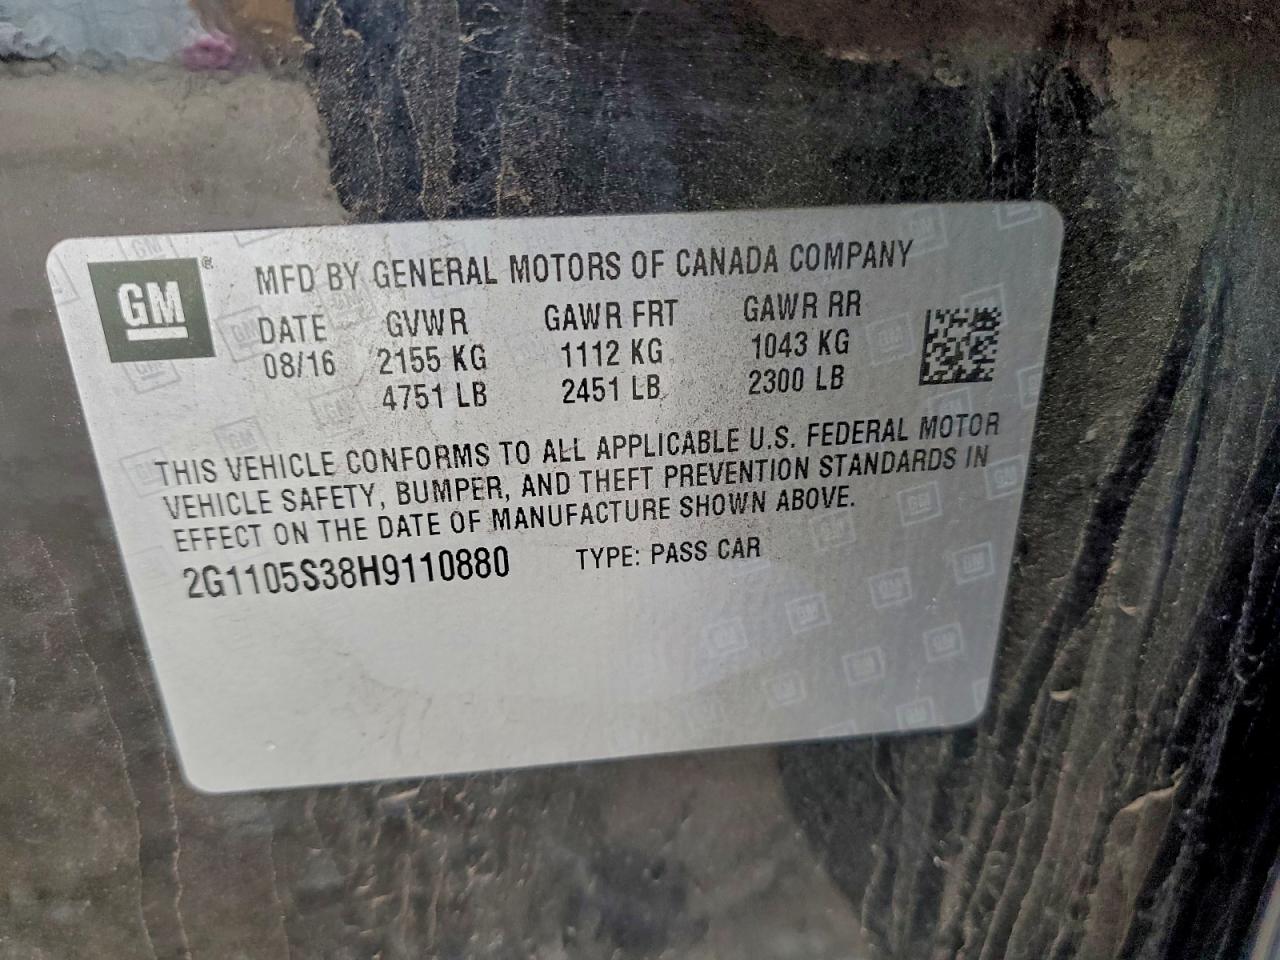 GM ® MFD BY GENERAL MOTORS OF CANADA COMPANY
DATE GVWR GAWR FRT GAWR RR
08/16 2155 KG 1112 KG 1043 KG
4751 LB 2451 LB 2300 LB
THIS VEHICLE CONFORMS TO ALL APPLICABLE U.S. FEDERAL MOTOR
VEHICLE SAFETY, BUMPER, AND THEFT PREVENTION STANDARDS IN
EFFECT ON THE DATE OF MANUFACTURE SHOWN ABOVE.
2G1105S38H9110880 TYPE: PASS CAR